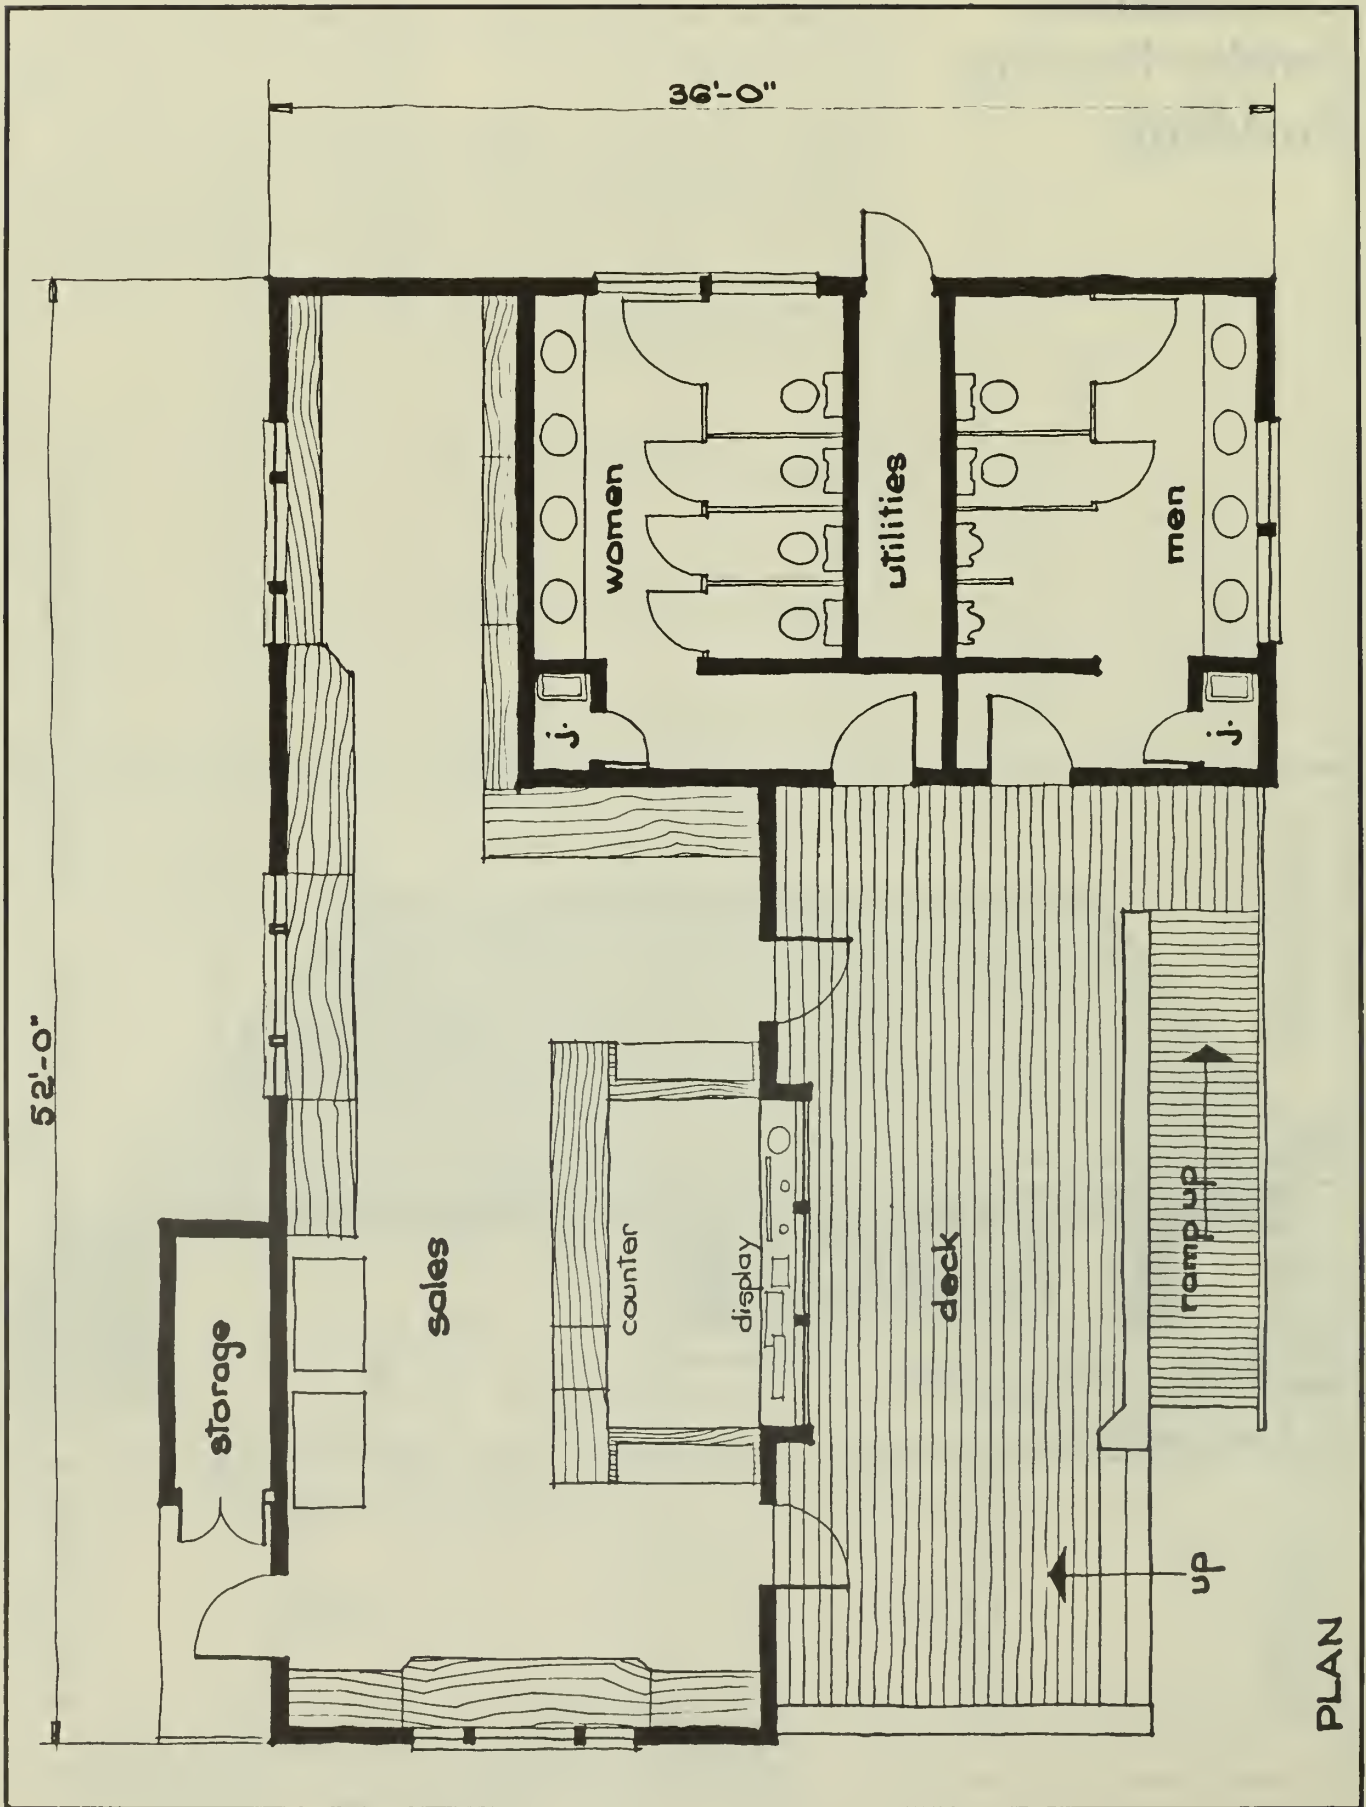 52'-0"
36'-0"
storage
sales
counter
display
deck
ramp up
up
women
utilities
men
j.
j.
PLAN